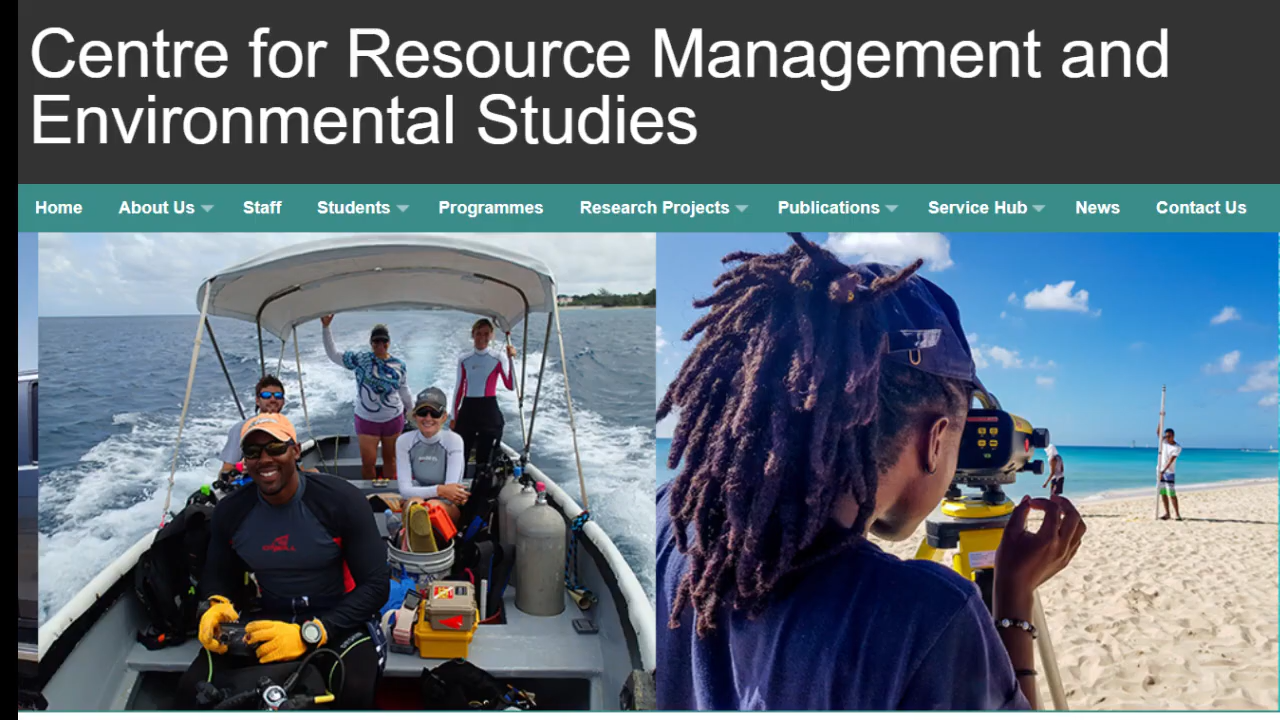 Centre for Resource Management and
Environmental Studies
Home About Us Staff Students Programmes Research Projects Publications Service Hub News Contact Us